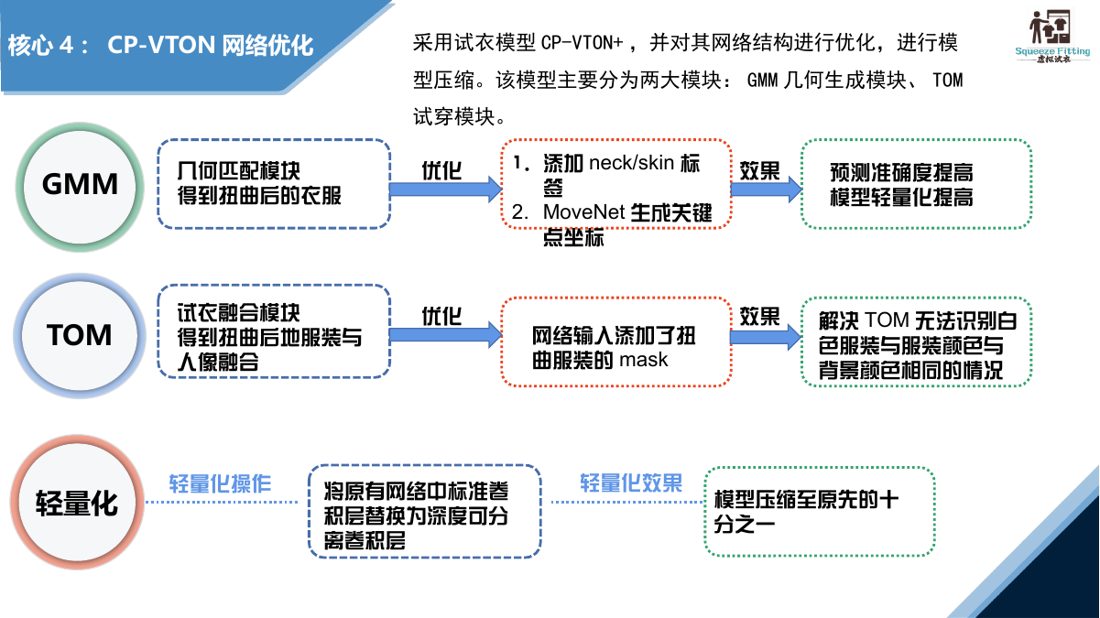 核心 4： CP-VTON 网络优化
采用试衣模型 CP-VTON+ ，并对其网络结构进行优化，进行模
型压缩。该模型主要分为两大模块： GMM 几何生成模块、 TOM
试穿模块。
Squeeze Fitting
虚拟试衣
GMM
几何匹配模块
得到扭曲后的衣服
优化
1. 添加 neck/skin 标
签
2. MoveNet 生成关键
点坐标
效果
预测准确度提高
模型轻量化提高
TOM
试衣融合模块
得到扭曲后地服装与
人像融合
优化
网络输入添加了扭
曲服装的 mask
效果
解决 TOM 无法识别白
色服装与服装颜色与
背景颜色相同的情况
轻量化
轻量化操作
将原有网络中标准卷
积层替换为深度可分
离卷积层
轻量化效果
模型压缩至原先的十
分之一